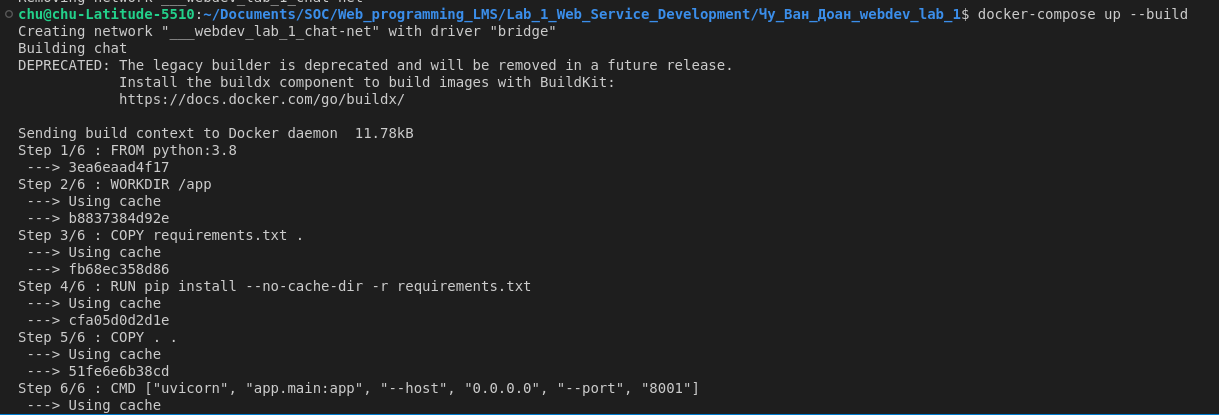 chu@chu-Latitude-5510:~/Documents/SOC/Web_programming_LMS/Lab_1_Web_Service_Development/Чу_Ван_Доан_webdev_lab_1$ docker-compose up --build
Creating network "___webdev_lab_1_chat-net" with driver "bridge"
Building chat
DEPRECATED: The legacy builder is deprecated and will be removed in a future release.
            Install the buildx component to build images with BuildKit:
            https://docs.docker.com/go/buildx/

Sending build context to Docker daemon  11.78kB
Step 1/6 : FROM python:3.8
 ---> 3ea6eaad4f17
Step 2/6 : WORKDIR /app
 ---> Using cache
 ---> b8837384d92e
Step 3/6 : COPY requirements.txt .
 ---> Using cache
 ---> fb68ec358d86
Step 4/6 : RUN pip install --no-cache-dir -r requirements.txt
 ---> Using cache
 ---> cfa05d0d2d1e
Step 5/6 : COPY . .
 ---> Using cache
 ---> 51fe6e6b38cd
Step 6/6 : CMD ["uvicorn", "app.main:app", "--host", "0.0.0.0", "--port", "8001"]
 ---> Using cache